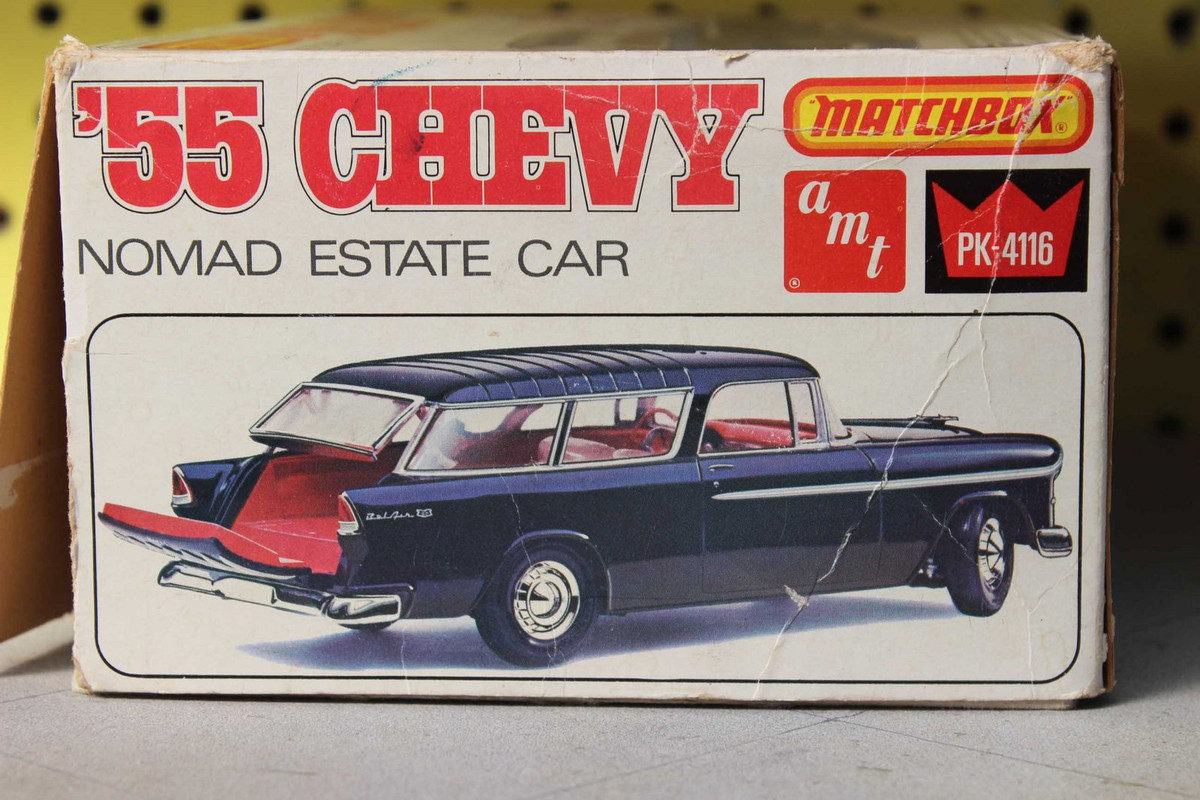 '55 CHEVY
NOMAD ESTATE CAR
"MATCHBOX"®
amt
®
PK-4116
Bel Air